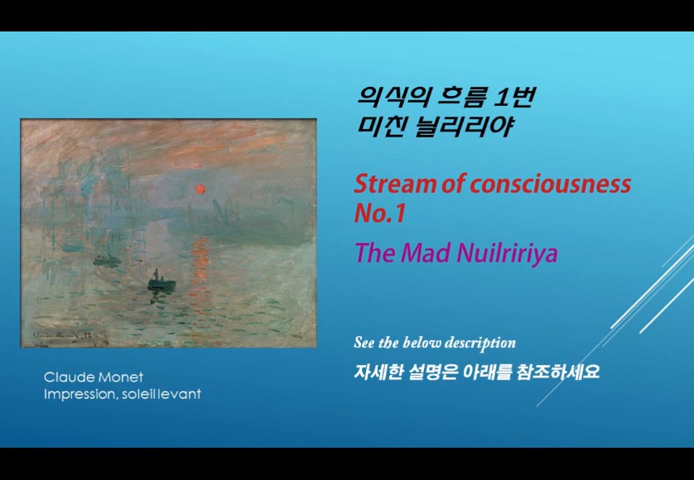 의식의 흐름 1번
미친 늴리리야
Stream of consciousness
No.1
The Mad Nuilririya
See the below description
자세한 설명은 아래를 참조하세요
Claude Monet
Impression, soleil levant